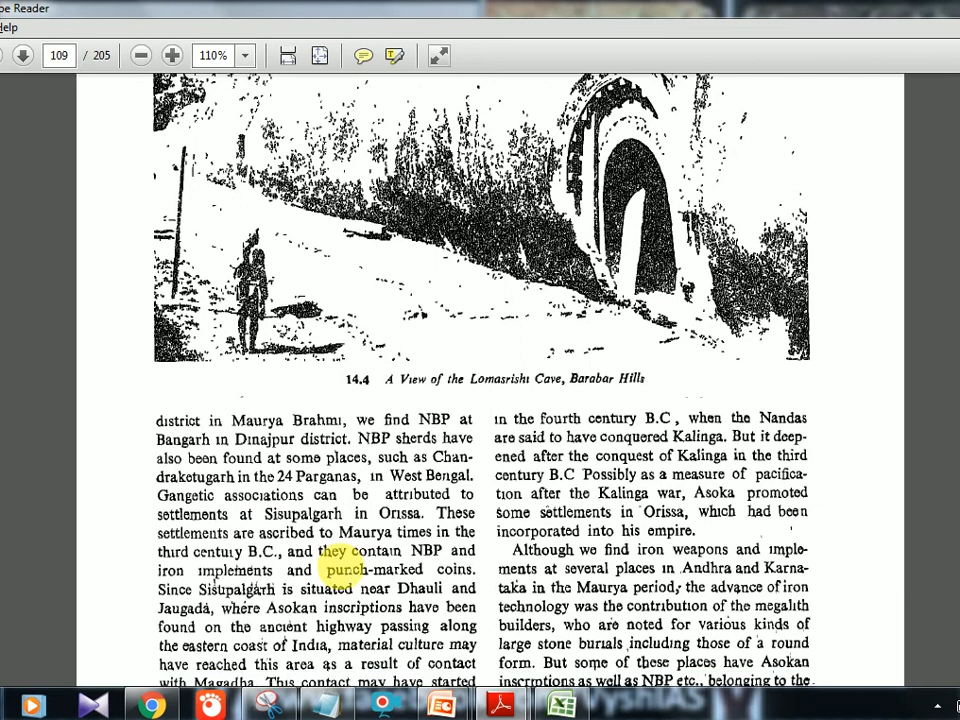 be Reader
Help
109 / 205 110%
14.4 A View of the Lomasrishi Cave, Barabar Hills
district in Maurya Brahmi, we find NBP at
Bangarh in Dinajpur district. NBP sherds have
also been found at some places, such as Chan-
draketugarh in the 24 Parganas, in West Bengal.
Gangetic associations can be attributed to
settlements at Sisupalgarh in Orissa. These
settlements are ascribed to Maurya times in the
third century B.C., and they contain NBP and
iron implements and punch-marked coins.
Since Sisupalgarh is situated near Dhauli and
Jaugada, where Asokan inscriptions have been
found on the ancient highway passing along
the eastern coast of India, material culture may
have reached this area as a result of contact
with Magadha. This contact may have started
in the fourth century B.C, when the Nandas
are said to have conquered Kalinga. But it deep-
ened after the conquest of Kalinga in the third
century B.C Possibly as a measure of pacifica-
tion after the Kalinga war, Asoka promoted
some settlements in Orissa, which had been
incorporated into his empire.
Although we find iron weapons and imple-
ments at several places in Andhra and Karna-
taka in the Maurya period, the advance of iron
technology was the contribution of the megalith
builders, who are noted for various kinds of
large stone burials including those of a round
form. But some of these places have Asokan
inscriptions as well as NBP etc., belonging to the